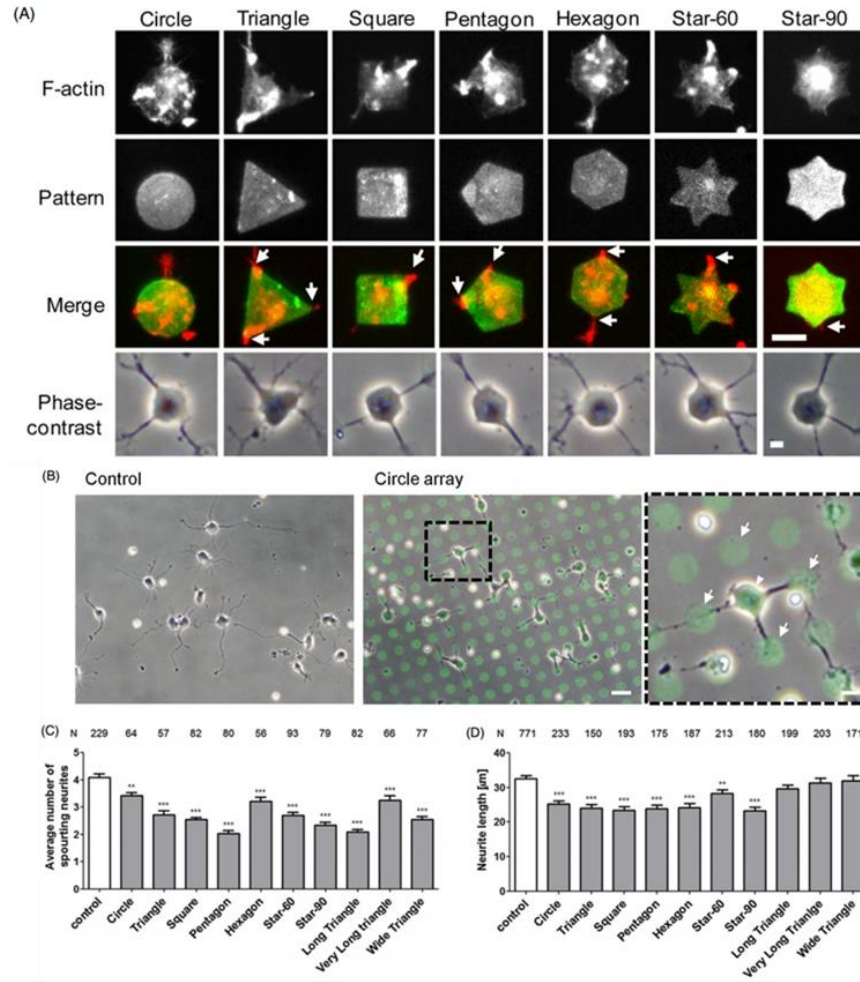 (A)
Circle Triangle Square Pentagon Hexagon Star-60 Star-90
F-actin
Pattern
Merge
Phase-
contrast
(B) Control Circle array
(C) N 229 64 57 82 80 56 93 79 82 66 77
5
4
3
2
1
0
Average number of
spourting neurites
** *** *** *** *** *** *** *** *** ***
control Circle Triangle Square Pentagon Hexagon Star-60 Star-90 Long Triangle Very Long triangle Wide Triangle
(D) N 771 233 150 193 175 187 213 180 199 203 171
40
30
20
10
0
Neurite length [µm]
*** *** *** *** *** ** ***
control Circle Triangle Square Pentagon Hexagon Star-60 Star-90 Long Triangle Very Long Trianlge Wide Triangle